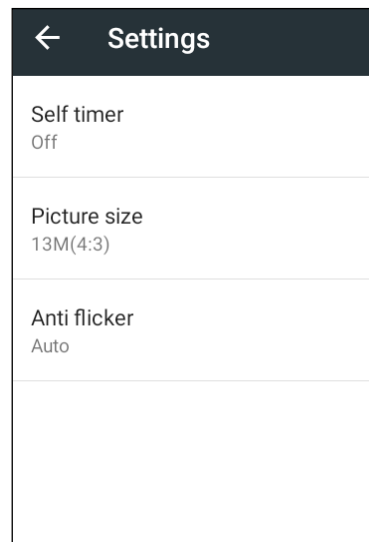 Settings
Self timer
Off
Picture size
13M(4:3)
Anti flicker
Auto